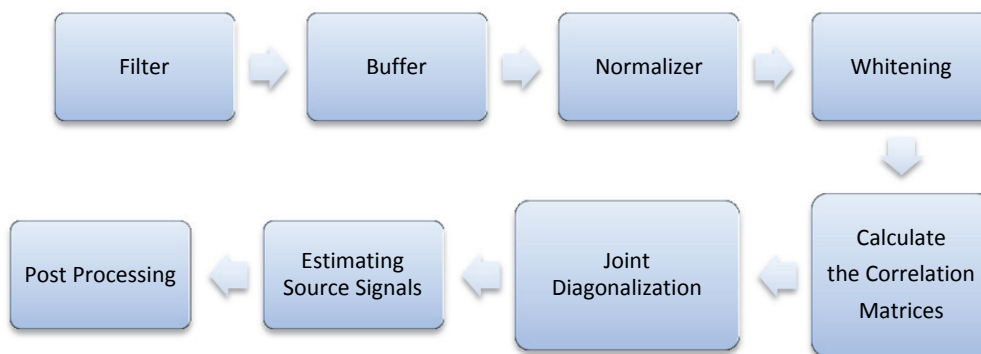 Filter
Buffer
Normalizer
Whitening
Calculate
the Correlation
Matrices
Joint
Diagonalization
Estimating
Source Signals
Post Processing